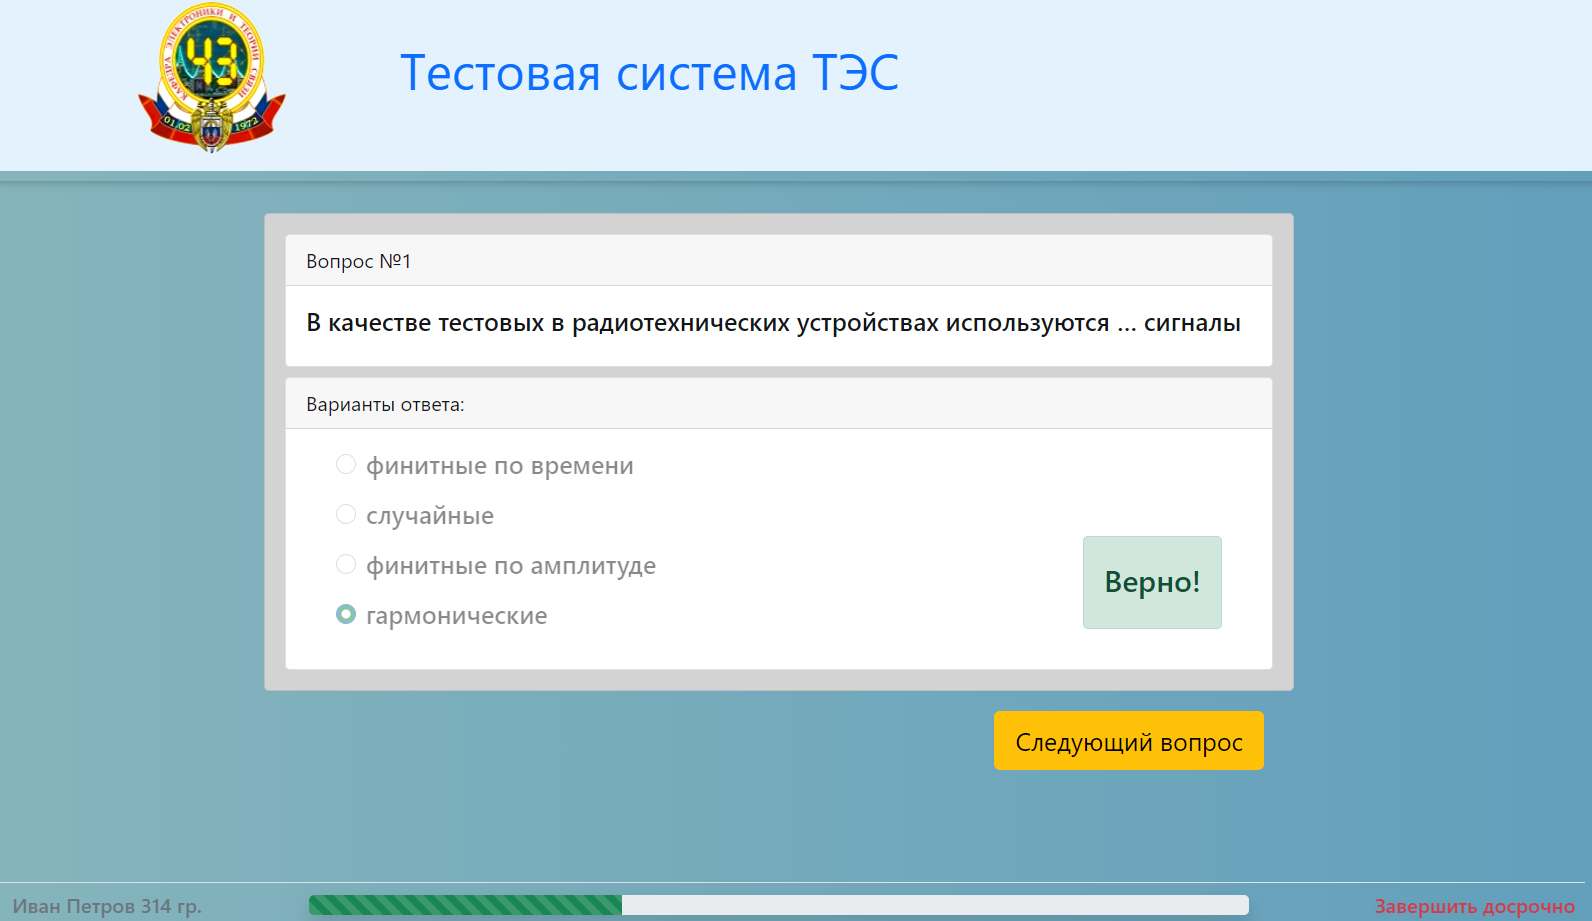 КАФЕДРА ЭЛЕКТРОНИКИ И ТЕОРИИ СВЯЗИ
43
01.02 1972
Тестовая система ТЭС
Вопрос №1
В качестве тестовых в радиотехнических устройствах используются ... сигналы
Варианты ответа:
финитные по времени
случайные
финитные по амплитуде
гармонические
Верно!
Следующий вопрос
Иван Петров 314 гр.
Завершить досрочно